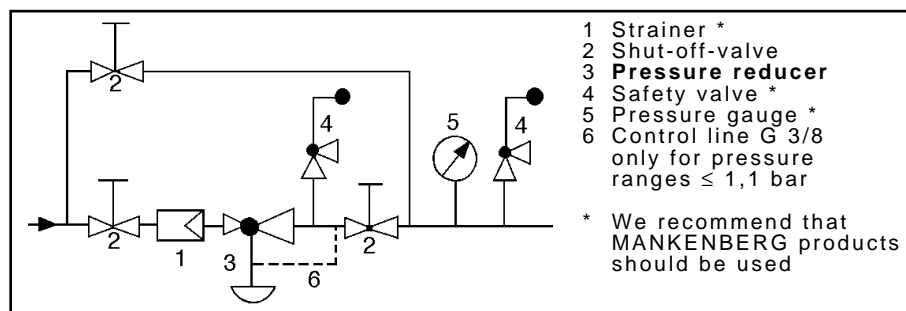 1 Strainer *
2 Shut-off-valve
3 Pressure reducer
4 Safety valve *
5 Pressure gauge *
6 Control line G 3/8
only for pressure
ranges ≤ 1,1 bar
* We recommend that
MANKENBERG products
should be used
2
4
5
4
2
1
3
6
2